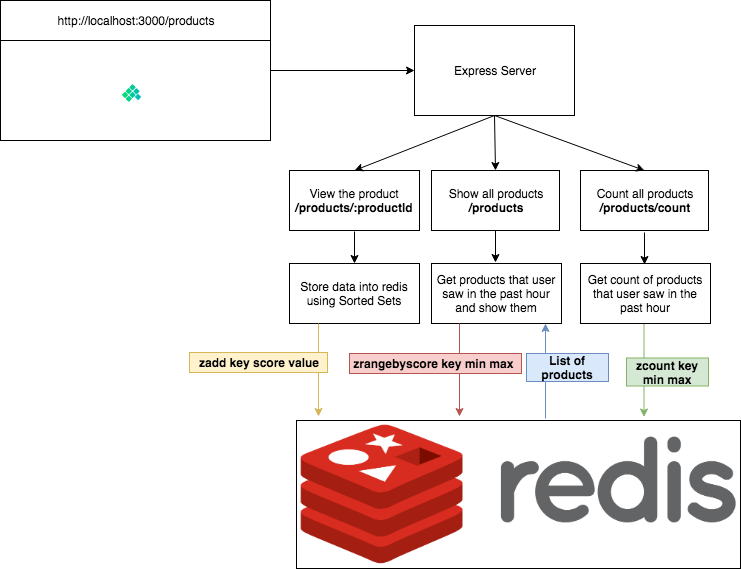 http://localhost:3000/products
Express Server
View the product
/products/:productId
Show all products
/products
Count all products
/products/count
Store data into redis
using Sorted Sets
Get products that user
saw in the past hour
and show them
Get count of products
that user saw in the
past hour
zadd key score value
zrangebyscore key min max
List of
products
zcount key
min max
redis